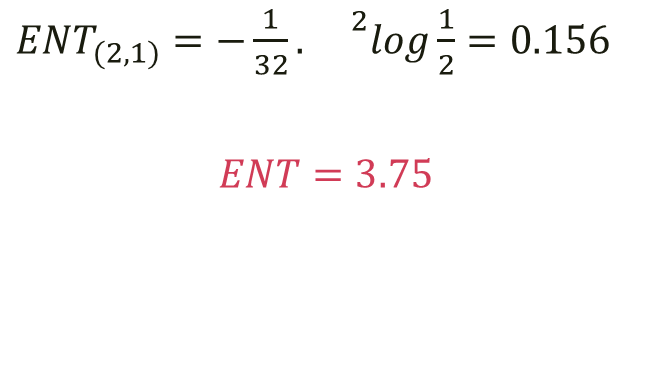 ENT₍₂,₁₎ = −1/32 . ²log 1/2 = 0.156
ENT = 3.75